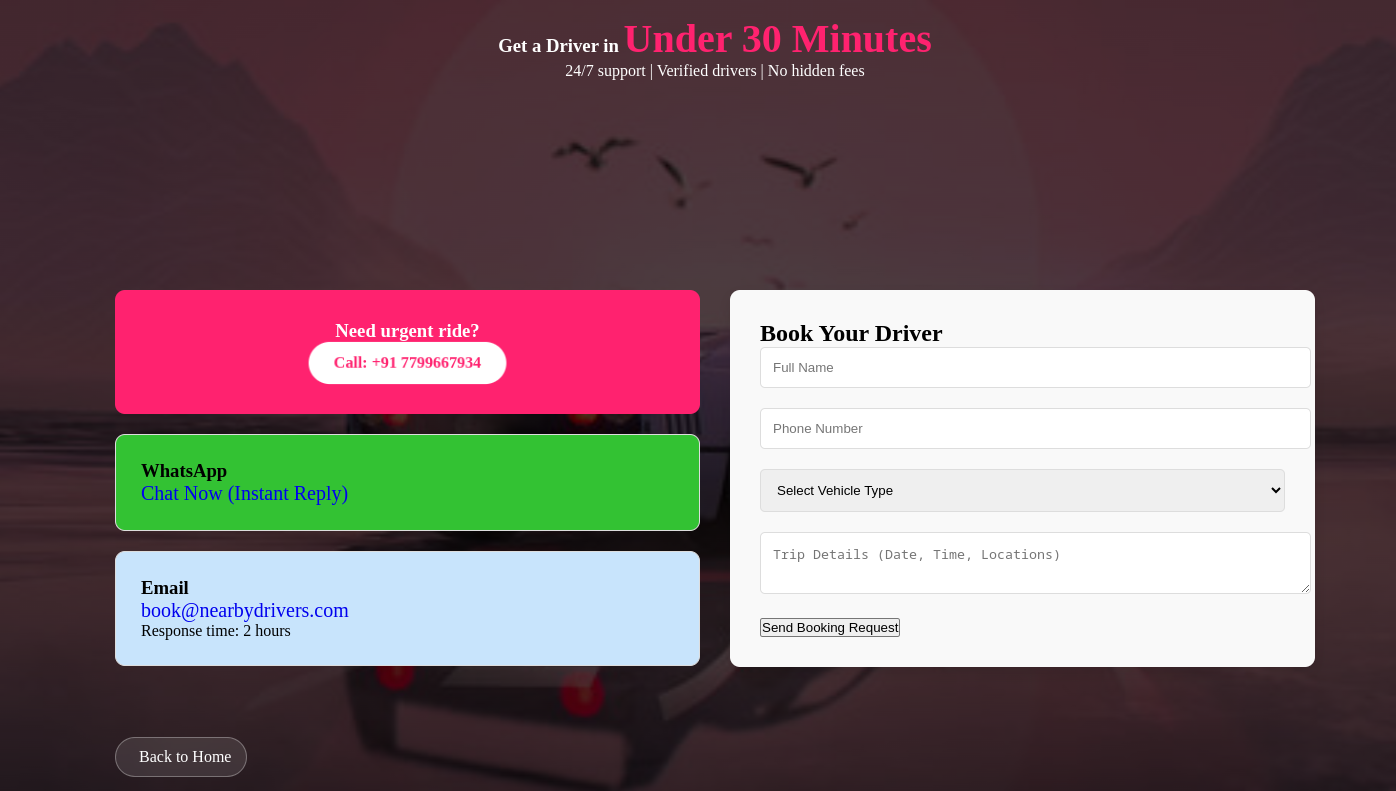 Get a Driver in Under 30 Minutes
24/7 support | Verified drivers | No hidden fees
Need urgent ride?
Call: +91 7799667934
WhatsApp
Chat Now (Instant Reply)
Email
book@nearbydrivers.com
Response time: 2 hours
Book Your Driver
Full Name
Phone Number
Select Vehicle Type
Trip Details (Date, Time, Locations)
Send Booking Request
Back to Home